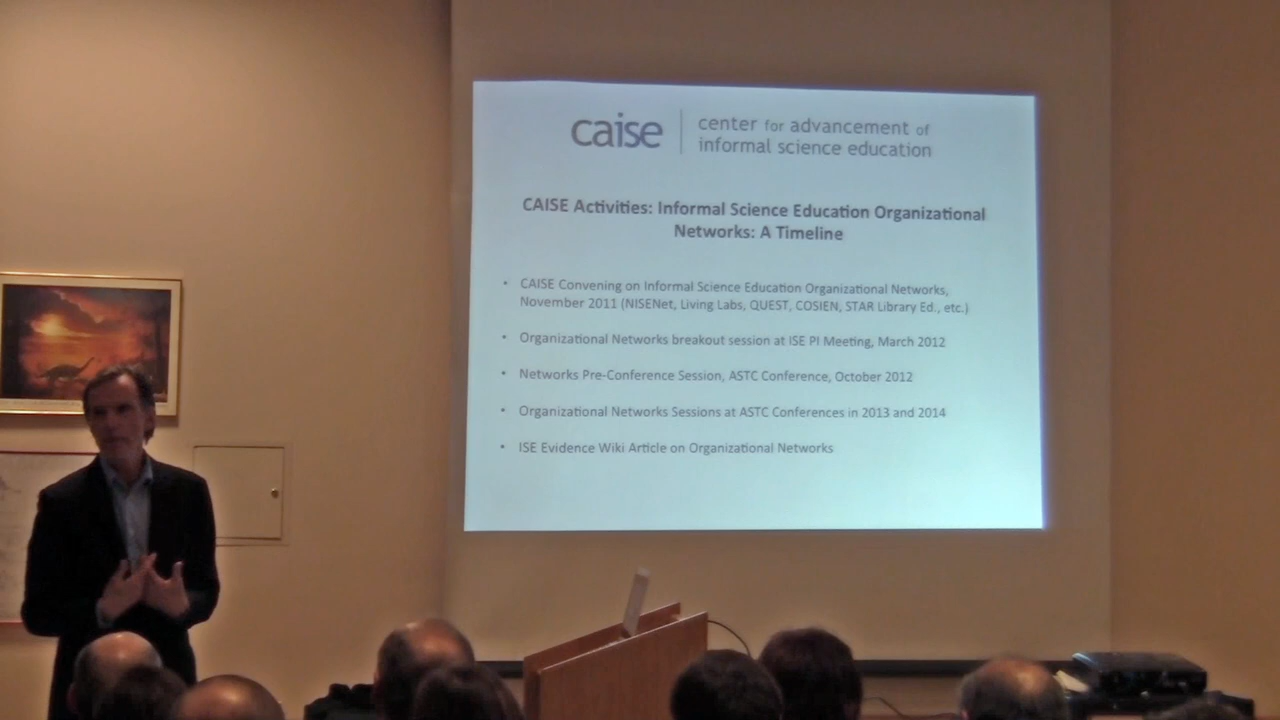 caise
center for advancement of
informal science education
CAISE Activities: Informal Science Education Organizational
Networks: A Timeline
• CAISE Convening on Informal Science Education Organizational Networks,
November 2011 (NISENet, Living Labs, QUEST, COSIEN, STAR Library Ed., etc.)
• Organizational Networks breakout session at ISE PI Meeting, March 2012
• Networks Pre-Conference Session, ASTC Conference, October 2012
• Organizational Networks Sessions at ASTC Conferences in 2013 and 2014
• ISE Evidence Wiki Article on Organizational Networks